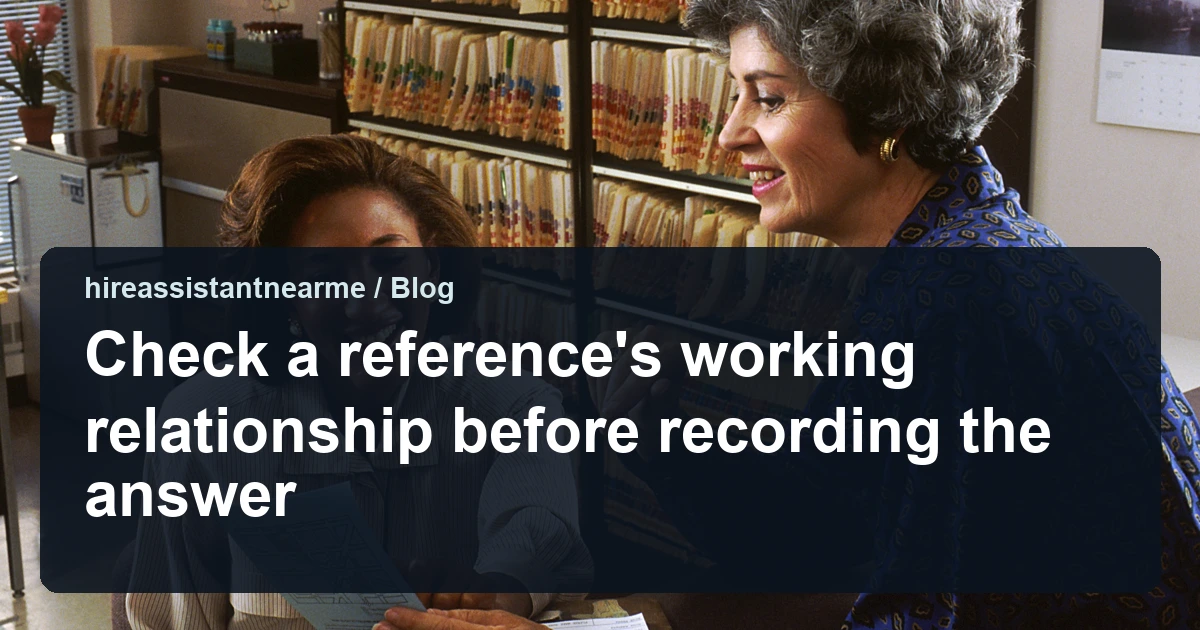 hireassistantnearme / Blog
Check a reference's working
relationship before recording the
answer